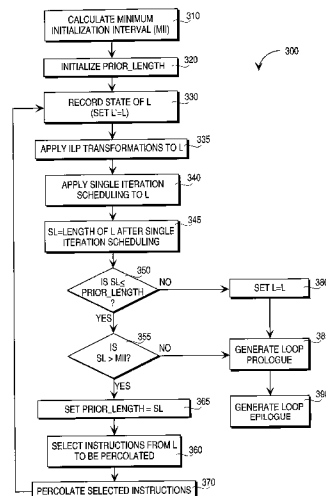 CALCULATE MINIMUM
INITIALIZATION INTERVAL (MII)
310
300
INITIALIZE PRIOR_LENGTH
320
RECORD STATE OF L
(SET L'=L)
330
APPLY ILP TRANSFORMATIONS TO L
335
APPLY SINGLE ITERATION
SCHEDULING TO L
340
SL=LENGTH OF L AFTER SINGLE
ITERATION SCHEDULING
345
IS SL≤
PRIOR_LENGTH
?
350
NO
YES
SET L=L
IS
SL > MII?
355
NO
YES
GENERATE LOOP
PROLOGUE
SET PRIOR_LENGTH = SL
365
GENERATE LOOP
EPILOGUE
SELECT INSTRUCTIONS FROM L
TO BE PERCOLATED
360
PERCOLATE SELECTED INSTRUCTIONS
370